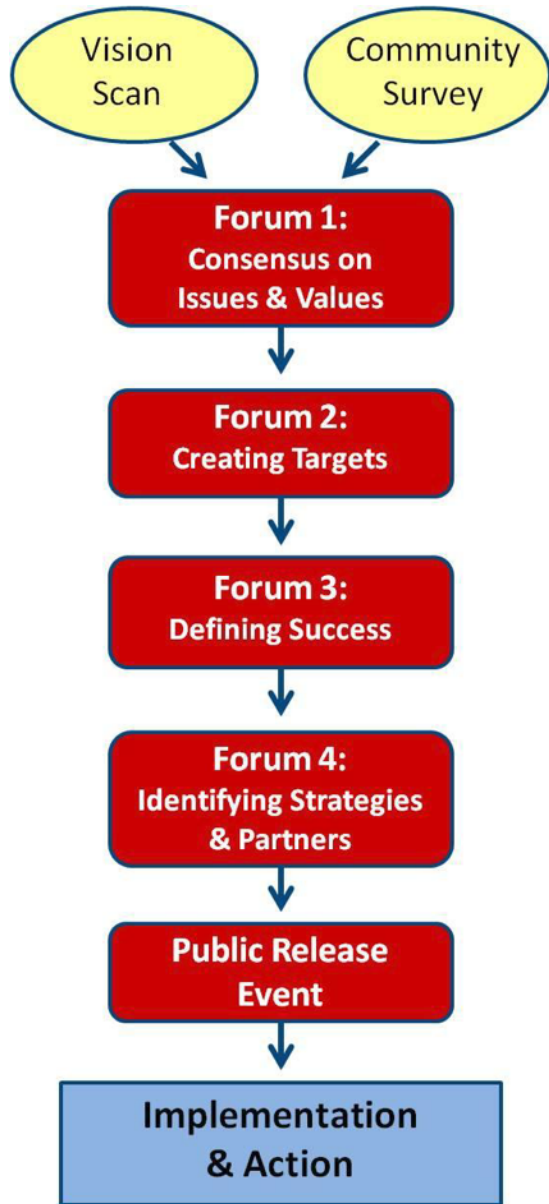 Vision
Scan
Community
Survey
Forum 1:
Consensus on
Issues & Values
Forum 2:
Creating Targets
Forum 3:
Defining Success
Forum 4:
Identifying Strategies
& Partners
Public Release
Event
Implementation
& Action